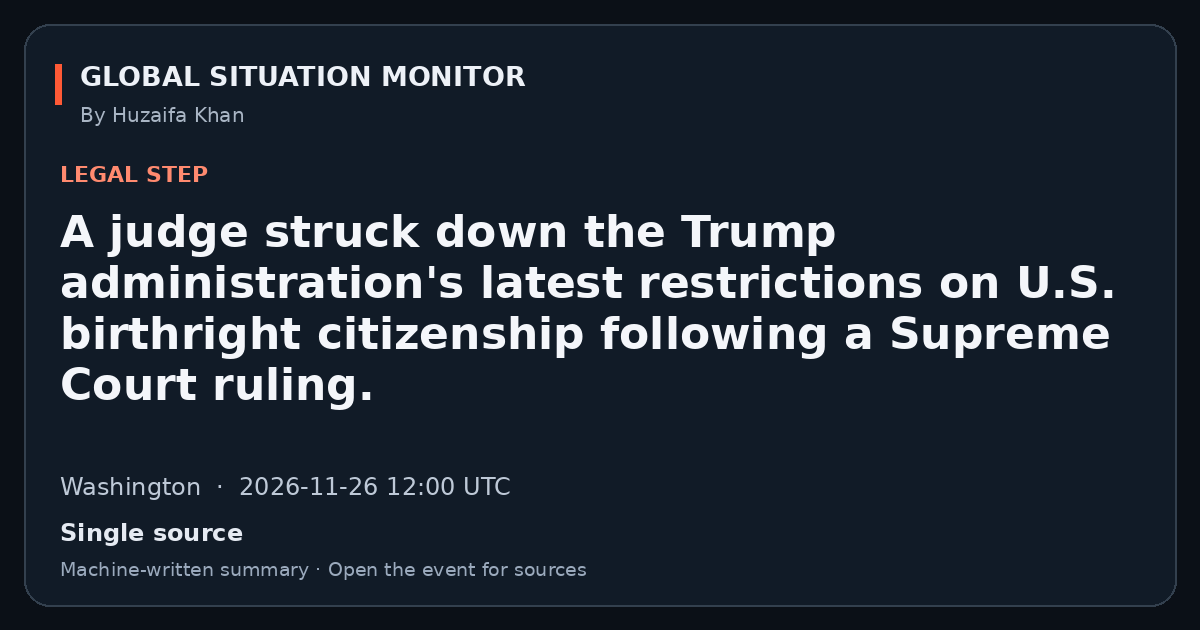 GLOBAL SITUATION MONITOR
By Huzaifa Khan
LEGAL STEP
A judge struck down the Trump
administration's latest restrictions on U.S.
birthright citizenship following a Supreme
Court ruling.
Washington · 2026-11-26 12:00 UTC
Single source
Machine-written summary · Open the event for sources